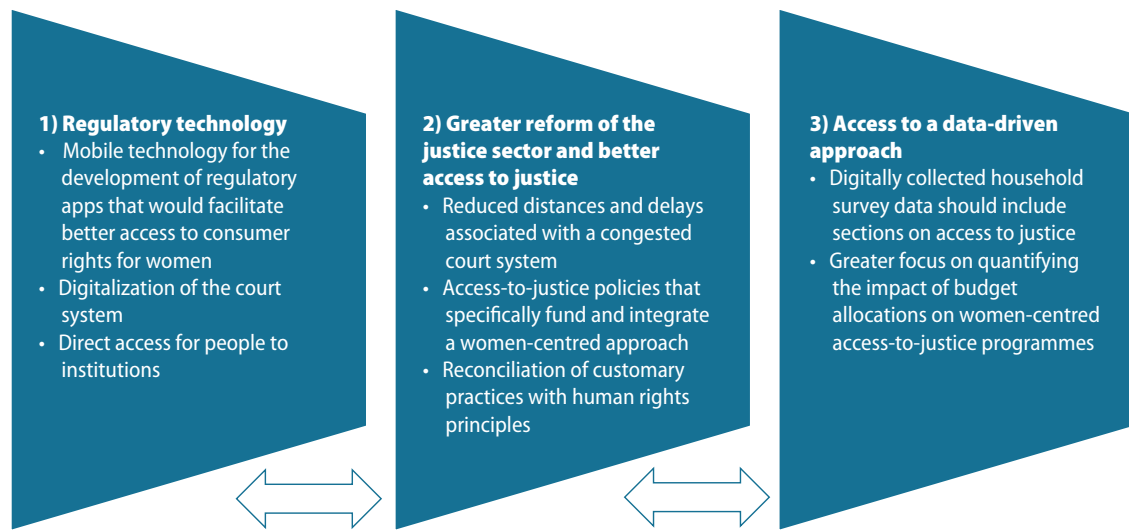 1) Regulatory technology
• Mobile technology for the
development of regulatory
apps that would facilitate
better access to consumer
rights for women
• Digitalization of the court
system
• Direct access for people to
institutions
2) Greater reform of the
justice sector and better
access to justice
• Reduced distances and delays
associated with a congested
court system
• Access-to-justice policies that
specifically fund and integrate
a women-centred approach
• Reconciliation of customary
practices with human rights
principles
3) Access to a data-driven
approach
• Digitally collected household
survey data should include
sections on access to justice
• Greater focus on quantifying
the impact of budget
allocations on women-centred
access-to-justice programmes